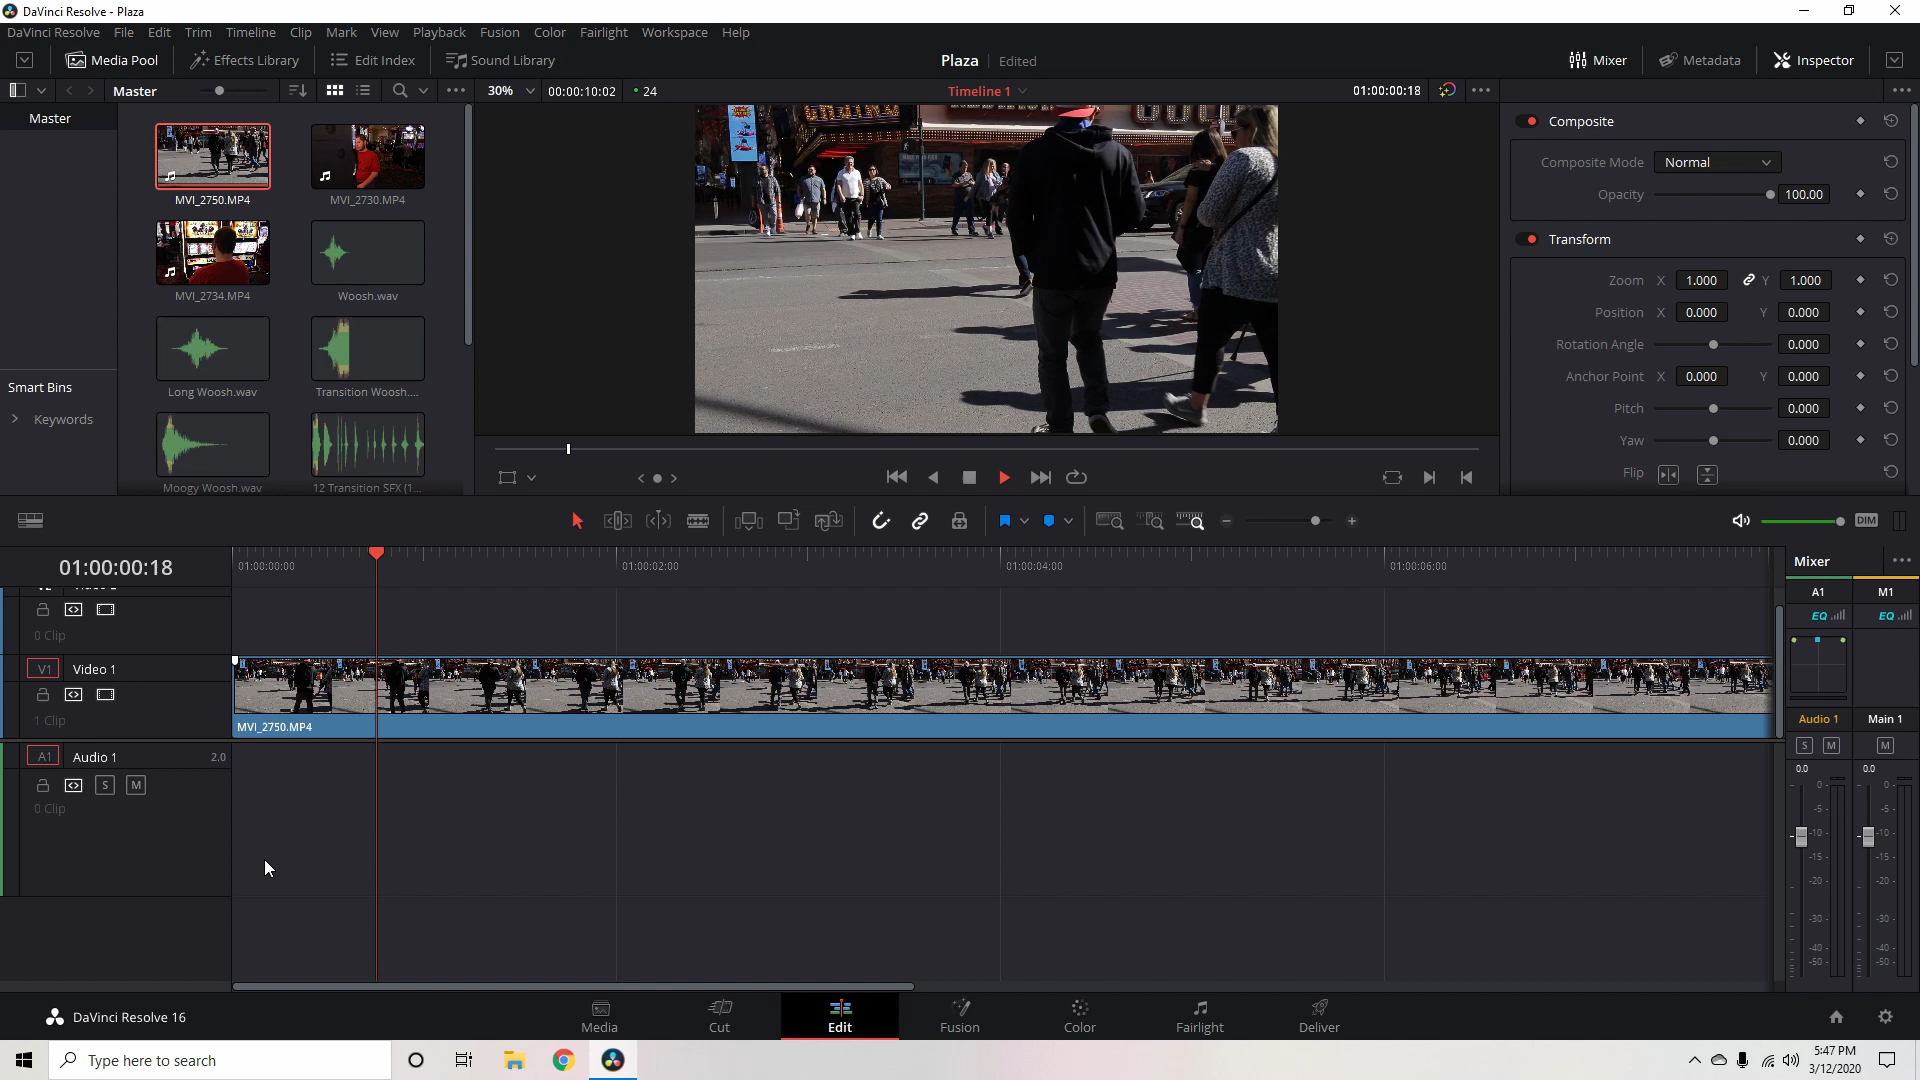 DaVinci Resolve - Plaza
DaVinci Resolve File Edit Trim Timeline Clip Mark View Playback Fusion Color Fairlight Workspace Help
Media Pool Effects Library Edit Index Sound Library Plaza Edited Mixer Metadata Inspector
Master 30% 00:00:10:02 24 Timeline 1 01:00:00:18
Master
MVI_2750.MP4 MVI_2730.MP4
MVI_2734.MP4 Woosh.wav
Long Woosh.wav Transition Woosh....
Moogy Woosh.wav 12 Transition SFX (1...
Smart Bins
Keywords
Composite
Composite Mode Normal
Opacity 100.00
Transform
Zoom X 1.000 Y 1.000
Position X 0.000 Y 0.000
Rotation Angle 0.000
Anchor Point X 0.000 Y 0.000
Pitch 0.000
Yaw 0.000
Flip
DIM
01:00:00:18 01:00:00:00 01:00:02:00 01:00:04:00 01:00:06:00
0 Clip
V1 Video 1
1 Clip
MVI_2750.MP4
A1 Audio 1 2.0
S M
0 Clip
Mixer
A1 M1
EQ EQ
Audio 1 Main 1
S M M
0.0 0.0
0 0
-5 -5
-10 -10
-15 -15
-20 -20
-30 -30
-40 -40
-50 -50
DaVinci Resolve 16
Media Cut Edit Fusion Color Fairlight Deliver
Type here to search
5:47 PM
3/12/2020